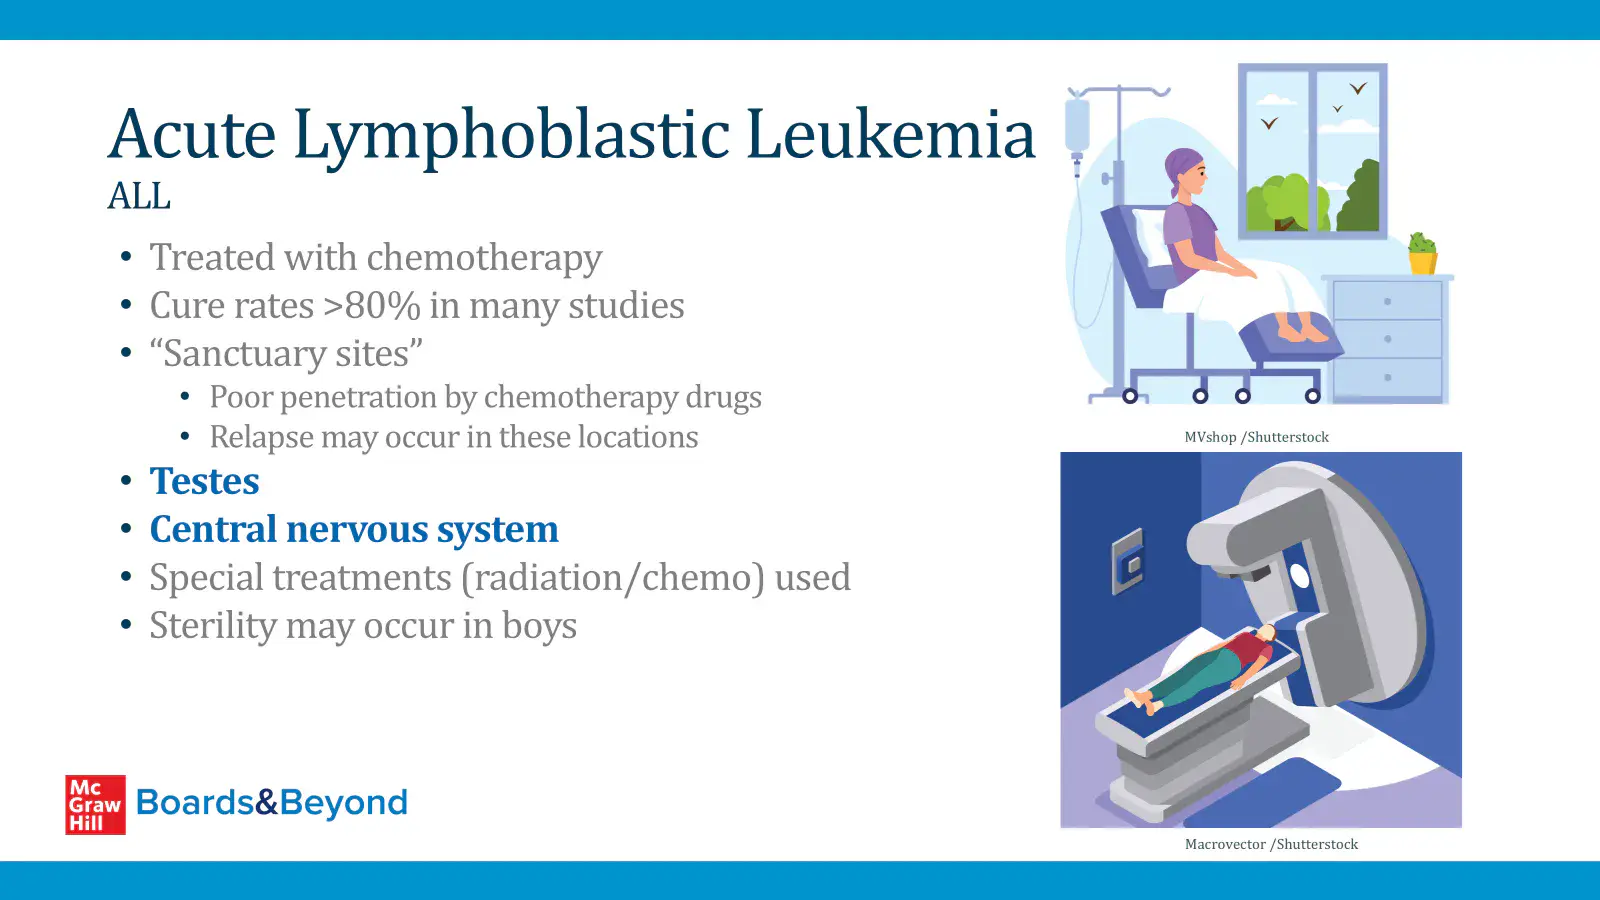 Acute Lymphoblastic Leukemia
ALL
• Treated with chemotherapy
• Cure rates >80% in many studies
• “Sanctuary sites”
• Poor penetration by chemotherapy drugs
• Relapse may occur in these locations
• Testes
• Central nervous system
• Special treatments (radiation/chemo) used
• Sterility may occur in boys
MVshop /Shutterstock
Macrovector /Shutterstock
Mc
Graw
Hill
Boards&Beyond